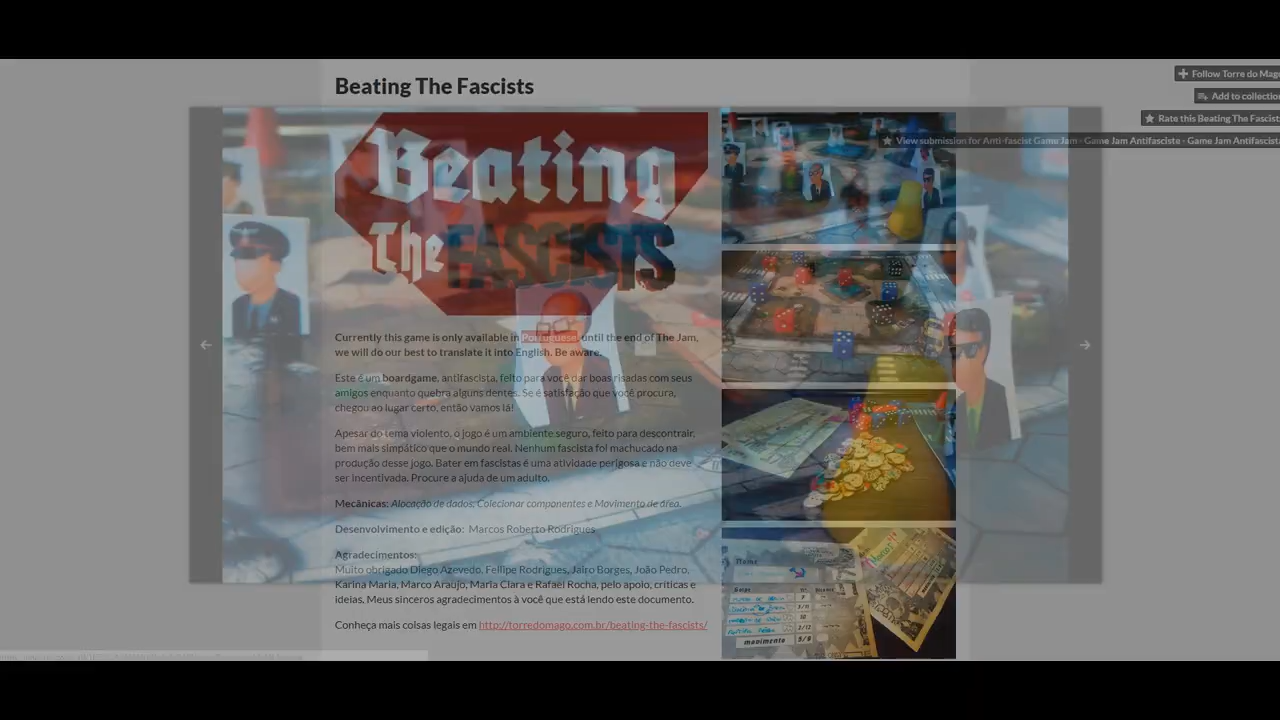 Beating The Fascists
Follow Torre do Mago
Add to collection
Rate this Beating The Fascists
View submission for Anti-fascist Game Jam - Game Jam Antifasciste - Game Jam Antifascista
Beating
The FASCISTS
Currently this game is only available in Portuguese, until the end of The Jam,
we will do our best to translate it into English. Be aware.
Este é um boardgame, antifascista, feito para você dar boas risadas com seus
amigos enquanto quebra alguns dentes. Se é satisfação que você procura,
chegou ao lugar certo, então vamos lá!
Apesar do tema violento, o jogo é um ambiente seguro, feito para descontrair,
bem mais simpático que o mundo real. Nenhum fascista foi machucado na
produção desse jogo. Bater em fascistas é uma atividade perigosa e não deve
ser incentivada. Procure a ajuda de um adulto.
Mecânicas: Alocação de dados, Colecionar componentes e Movimento de área.
Desenvolvimento e edição: Marcos Roberto Rodrigues
Agradecimentos:
Muito obrigado Diego Azevedo, Fellipe Rodrigues, Jairo Borges, João Pedro,
Karina Maria, Marco Araujo, Maria Clara e Rafael Rocha, pelo apoio, críticas e
ideias. Meus sinceros agradecimentos à você que está lendo este documento.
Conheça mais coisas legais em http://torredomago.com.br/beating-the-fascists/
Nome
movimento 5/8